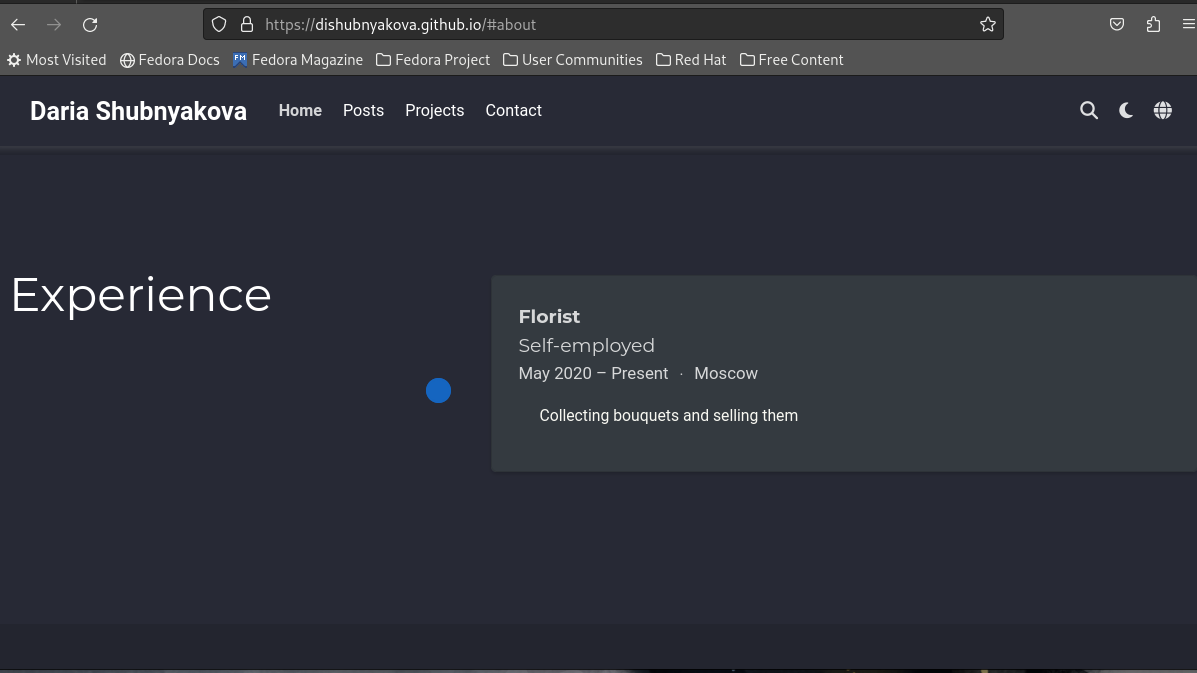 https://dishubnyakova.github.io/#about
Most Visited Fedora Docs FM Fedora Magazine Fedora Project User Communities Red Hat Free Content
Daria Shubnyakova Home Posts Projects Contact
Experience
Florist
Self-employed
May 2020 – Present · Moscow
Collecting bouquets and selling them